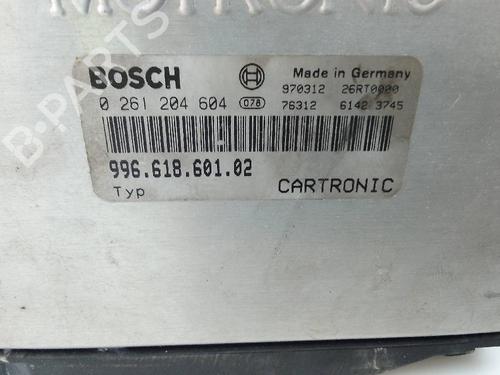 MOTRONIC
B-PARTS
BOSCH Made in Germany
970312 26RT0000
0 261 204 604 078 76312 6142 3745
996.618.601.02
Typ CARTRONIC